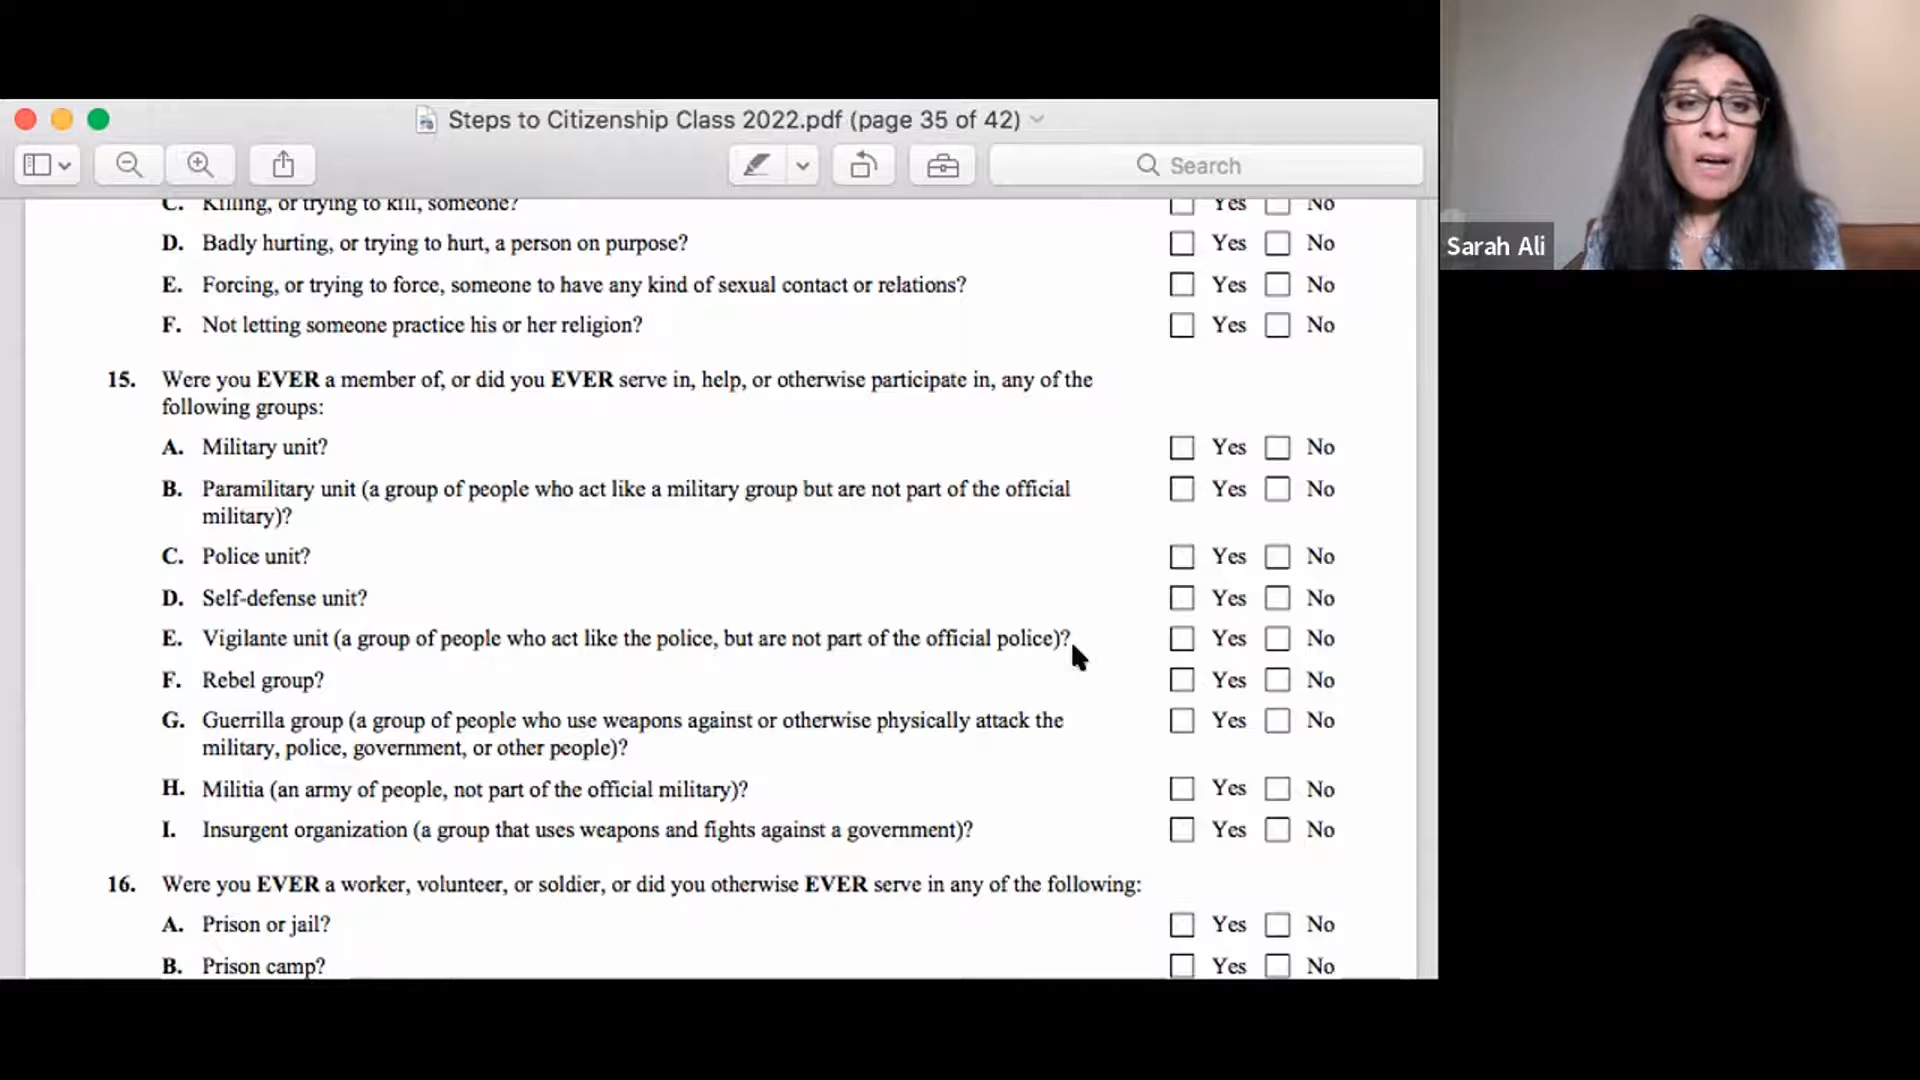 Steps to Citizenship Class 2022.pdf (page 35 of 42)
Search
Sarah Ali
C. Killing, or trying to kill, someone? Yes No
D. Badly hurting, or trying to hurt, a person on purpose? Yes No
E. Forcing, or trying to force, someone to have any kind of sexual contact or relations? Yes No
F. Not letting someone practice his or her religion? Yes No
15. Were you EVER a member of, or did you EVER serve in, help, or otherwise participate in, any of the
following groups:
A. Military unit? Yes No
B. Paramilitary unit (a group of people who act like a military group but are not part of the official Yes No
military)?
C. Police unit? Yes No
D. Self-defense unit? Yes No
E. Vigilante unit (a group of people who act like the police, but are not part of the official police)? Yes No
F. Rebel group? Yes No
G. Guerrilla group (a group of people who use weapons against or otherwise physically attack the Yes No
military, police, government, or other people)?
H. Militia (an army of people, not part of the official military)? Yes No
I. Insurgent organization (a group that uses weapons and fights against a government)? Yes No
16. Were you EVER a worker, volunteer, or soldier, or did you otherwise EVER serve in any of the following:
A. Prison or jail? Yes No
B. Prison camp? Yes No